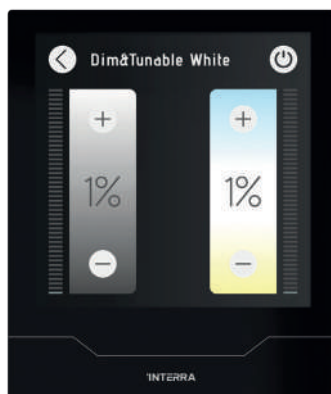 Dim&Tunable White
+ +
1% 1%
− −
INTERRA